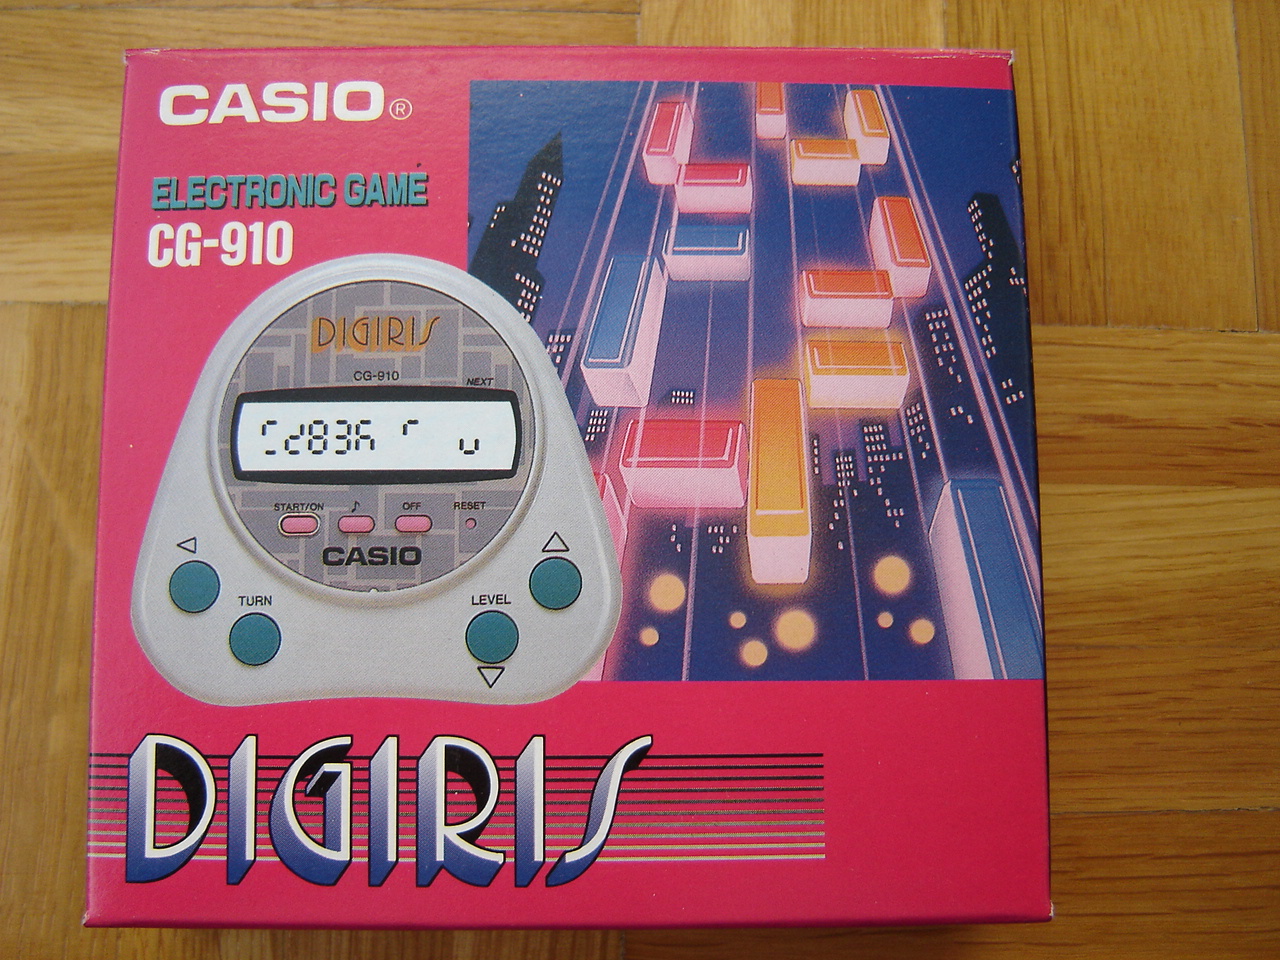 CASIO®
ELECTRONIC GAME
CG-910
DIGIRIS
CG-910
NEXT
START/ON ♪ OFF RESET
CASIO
TURN
LEVEL
DIGIRIS